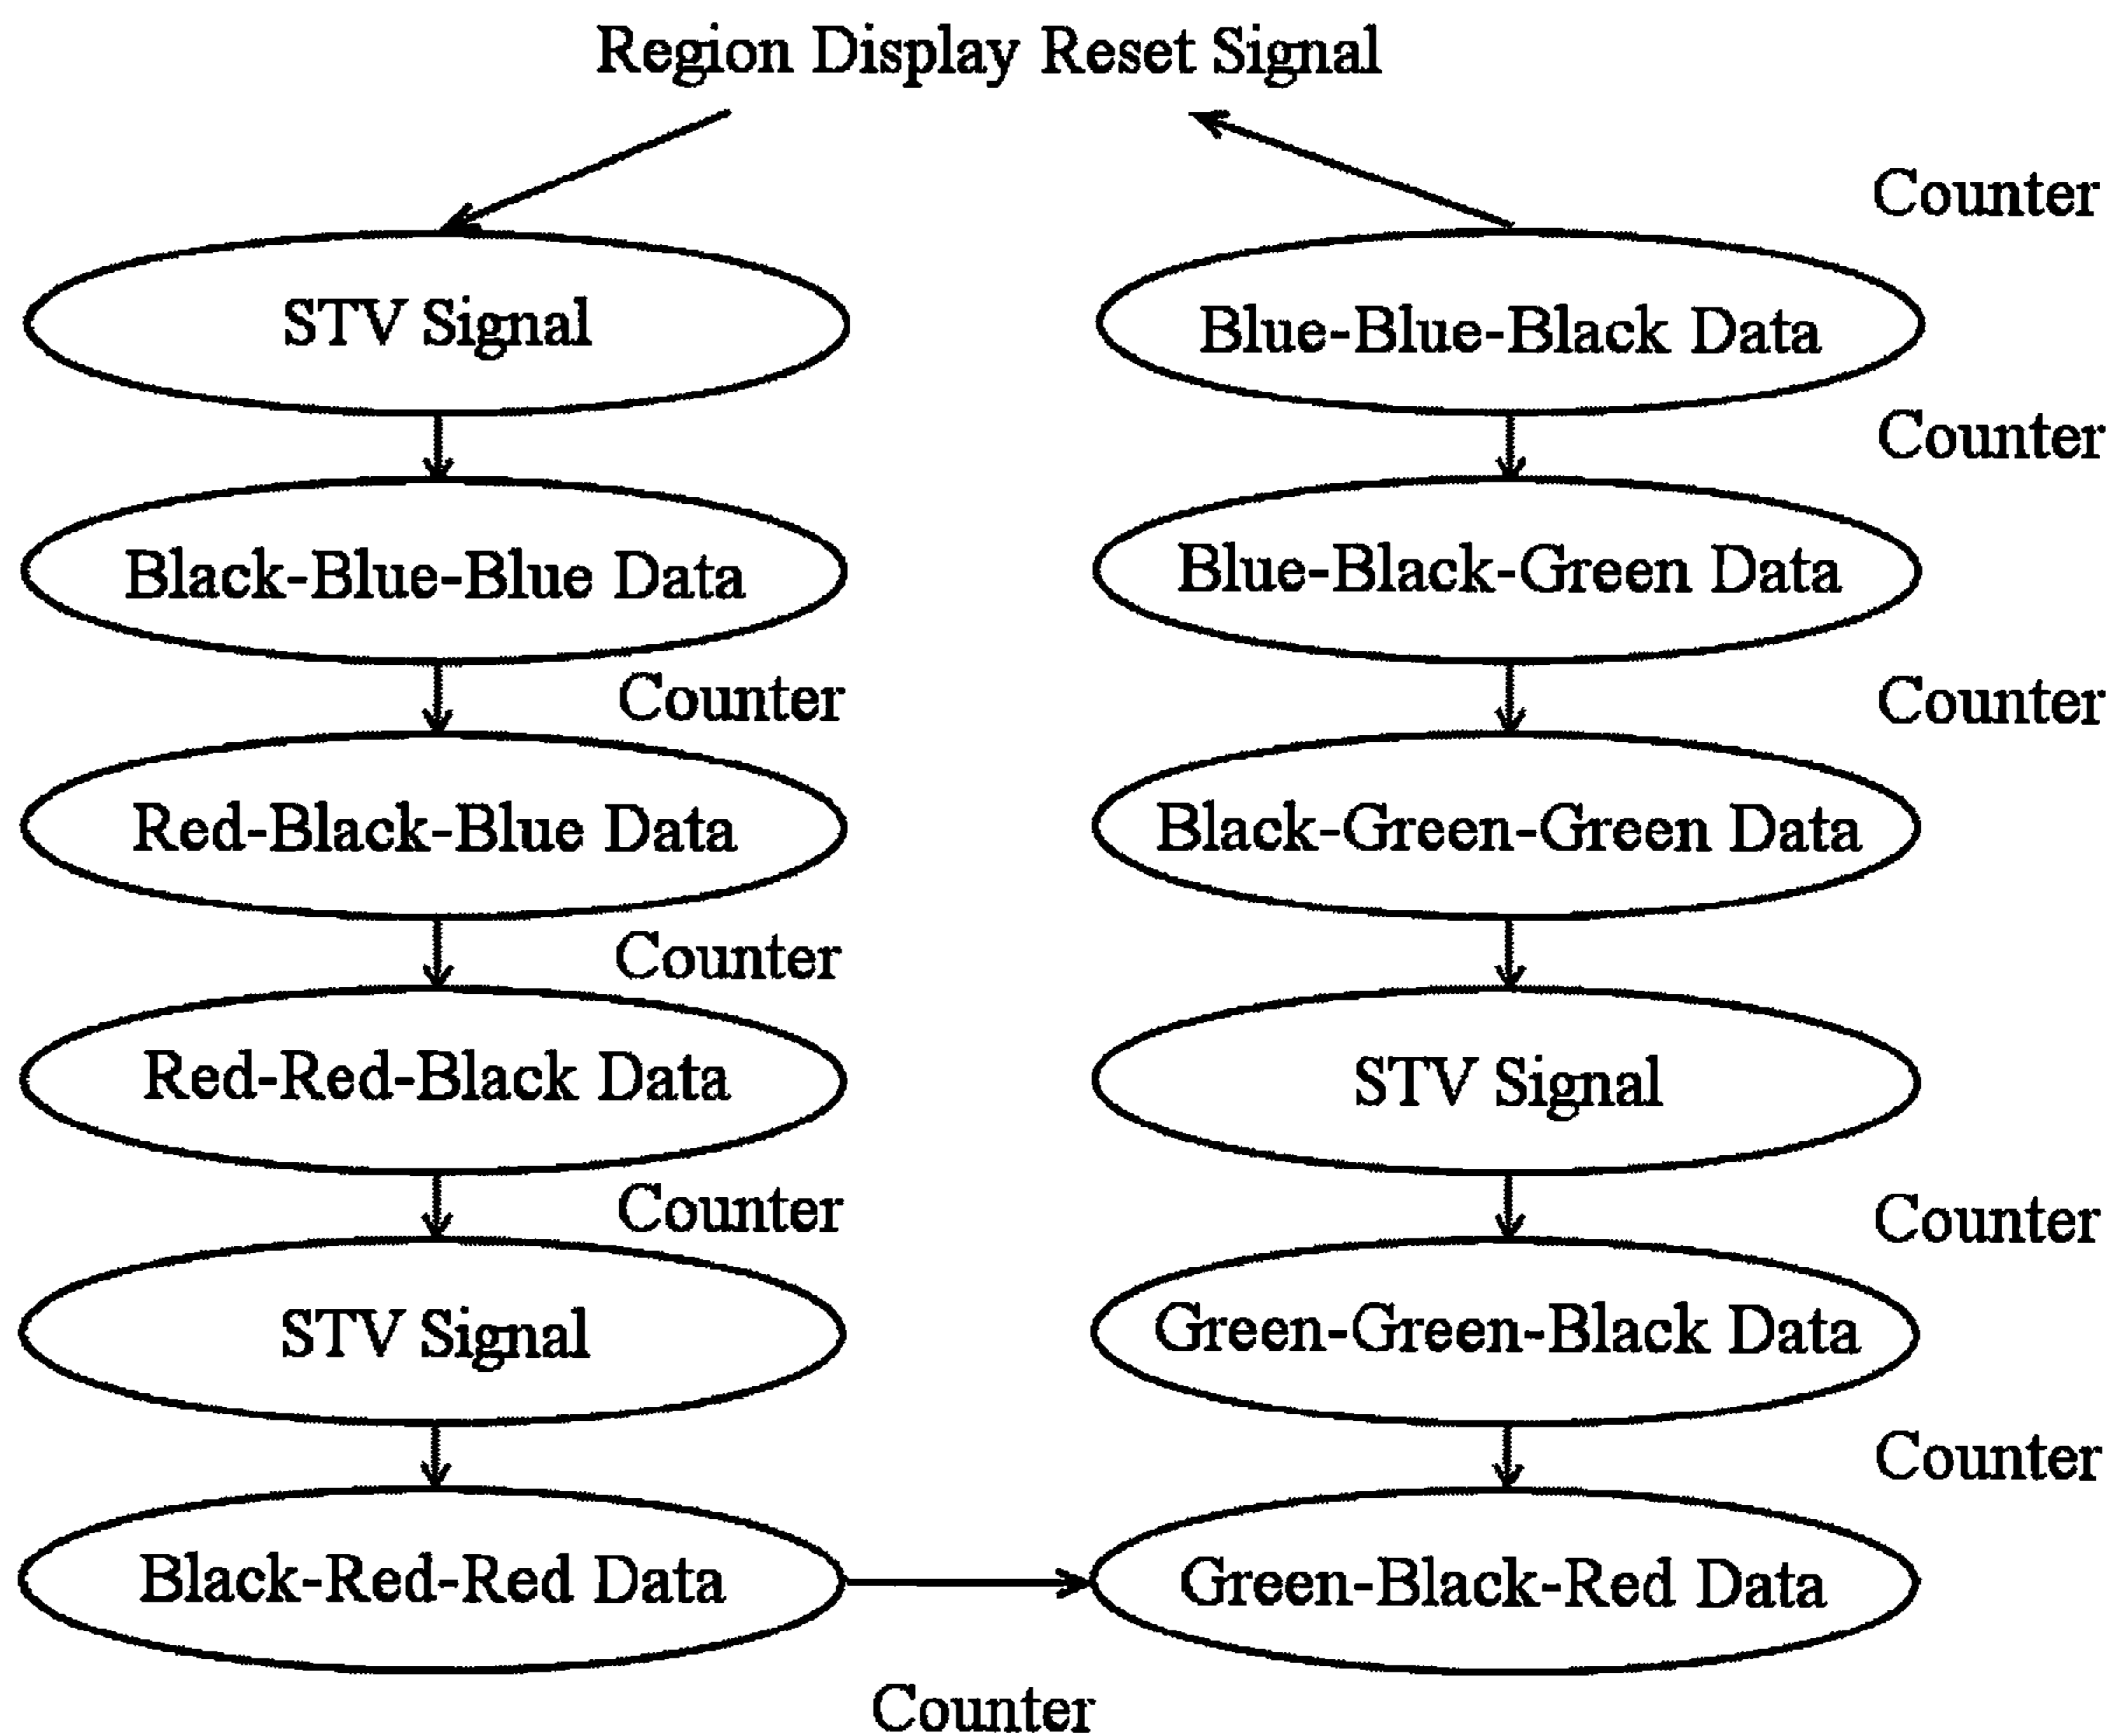 Region Display Reset Signal
Counter
STV Signal
Blue-Blue-Black Data
Counter
Black-Blue-Blue Data
Blue-Black-Green Data
Counter
Counter
Red-Black-Blue Data
Black-Green-Green Data
Counter
Red-Red-Black Data
STV Signal
Counter
Counter
STV Signal
Green-Green-Black Data
Counter
Black-Red-Red Data
Green-Black-Red Data
Counter